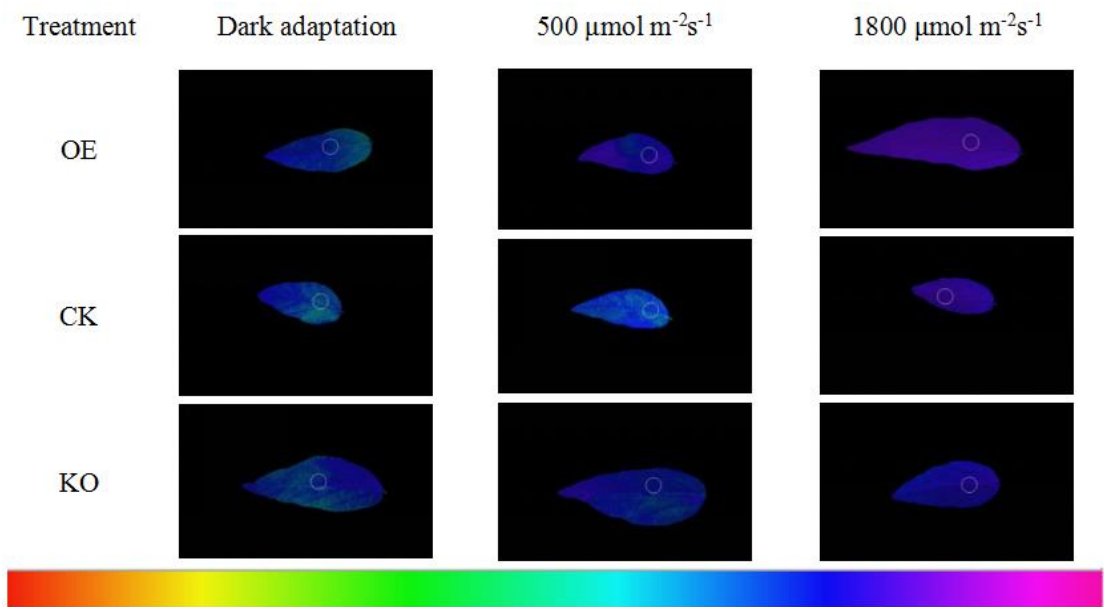 Treatment Dark adaptation 500 μmol m-2s-1 1800 μmol m-2s-1
OE
CK
KO